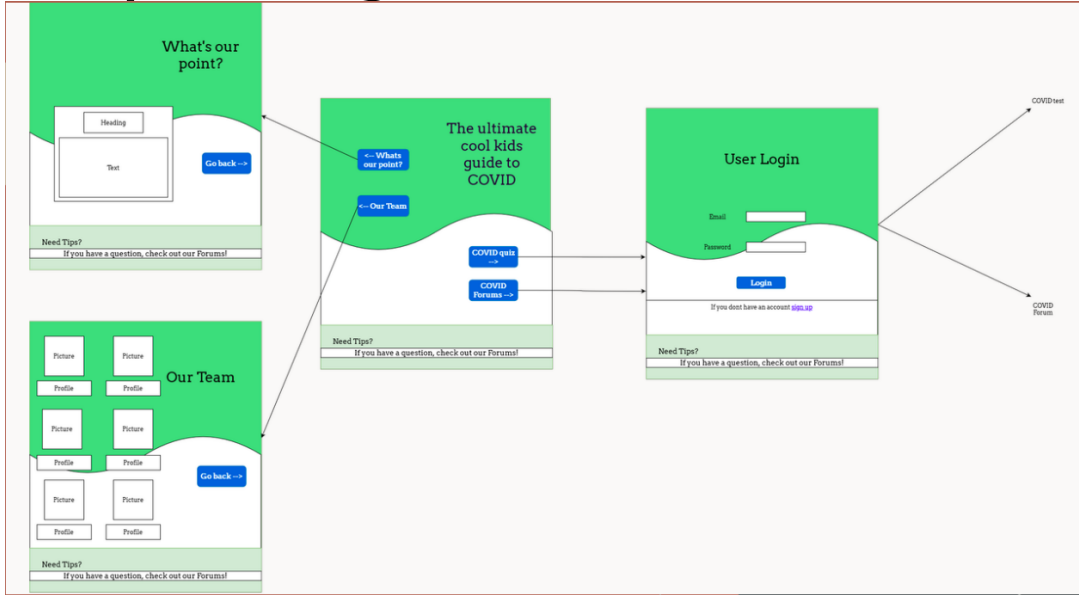 What's our
point?
Heading
Text
Go back -->
Need Tips?
If you have a question, check out our Forums!
Our Team
Picture
Picture
Profile
Profile
Picture
Picture
Profile
Profile
Picture
Picture
Profile
Profile
Go back -->
Need Tips?
If you have a question, check out our Forums!
The ultimate
cool kids
guide to
COVID
<-- Whats
our point?
<-- Our Team
COVID quiz
-->
COVID
Forums -->
Need Tips?
If you have a question, check out our Forums!
User Login
Email
Password
Login
If you dont have an account sign up
Need Tips?
If you have a question, check out our Forums!
COVID test
COVID
Forum